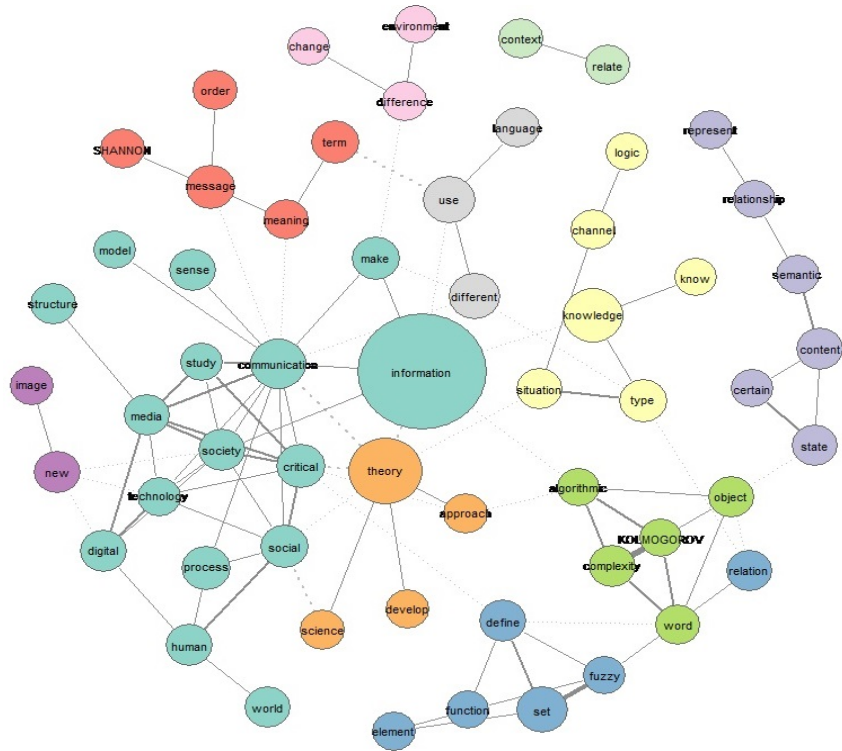 environment
change
context
relate
order
difference
language
represent
SHANNON
term
logic
message
use
relationship
meaning
channel
model
sense
make
semantic
know
structure
different
knowledge
content
study
communication
information
image
situation
certain
type
media
society
state
new
critical
theory
technology
algorithmic
object
approach
digital
social
KOLMOGOROV
process
complexity
relation
science
develop
define
word
human
fuzzy
world
function
set
element